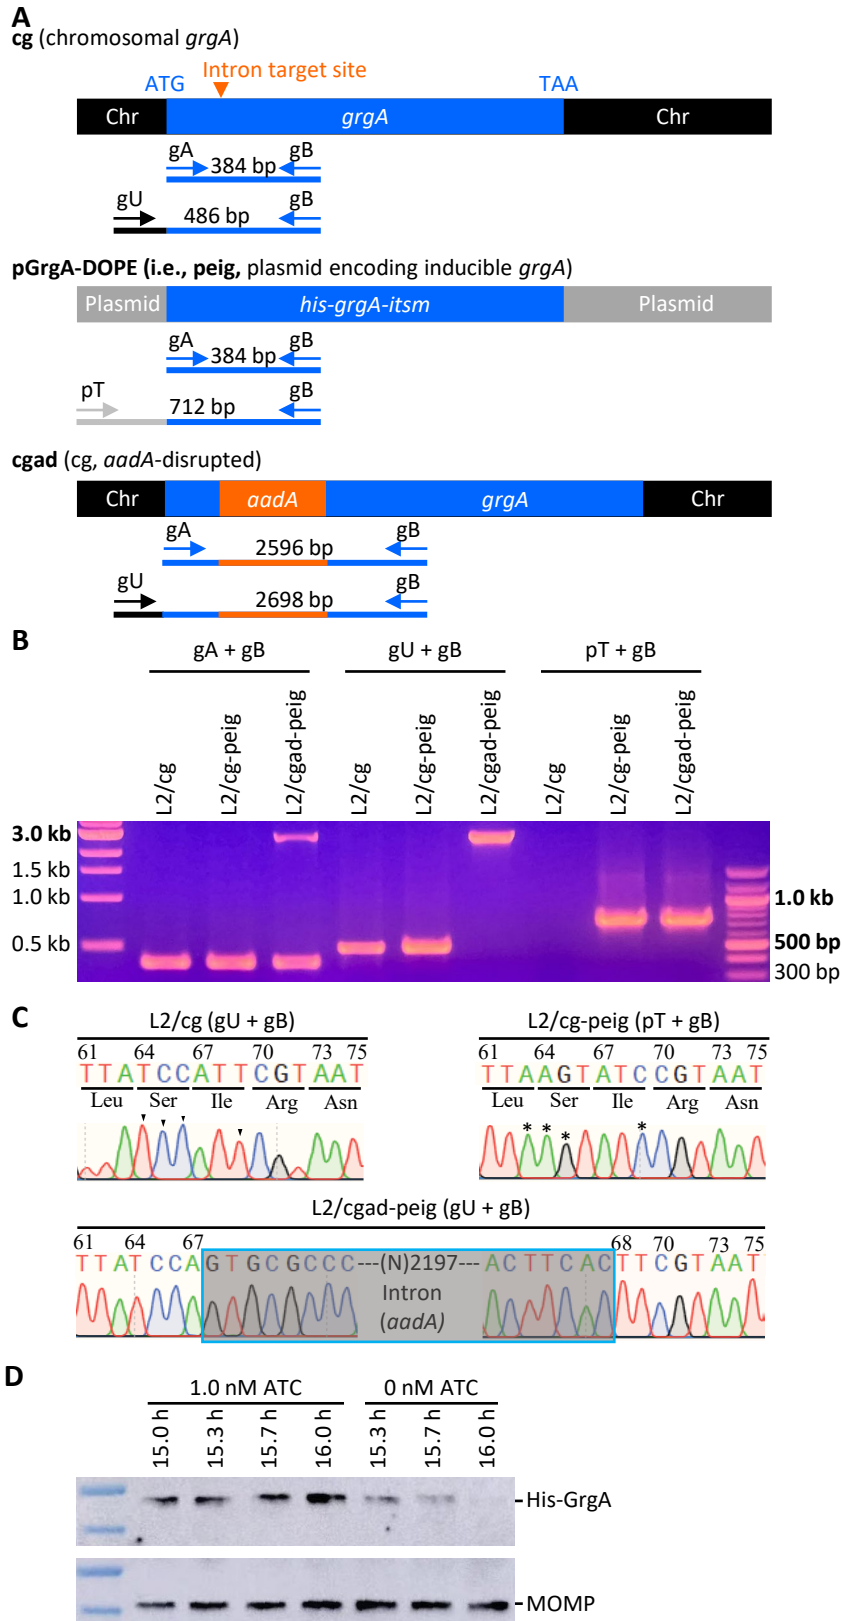 A
cg (chromosomal grgA)
Intron target site
ATG TAA
Chr grgA Chr
gA 384 bp gB
gU 486 bp gB
pGrgA-DOPE (i.e., peig, plasmid encoding inducible grgA)
Plasmid his-grgA-itsm Plasmid
gA 384 bp gB
pT 712 bp gB
cgad (cg, aadA-disrupted)
Chr aadA grgA Chr
gA 2596 bp gB
gU 2698 bp gB
B
gA + gB gU + gB pT + gB
L2/cg L2/cg-peig L2/cgad-peig L2/cg L2/cg-peig L2/cgad-peig L2/cg L2/cg-peig L2/cgad-peig
3.0 kb
1.5 kb
1.0 kb 1.0 kb
0.5 kb 500 bp
300 bp
C
L2/cg (gU + gB) L2/cg-peig (pT + gB)
61 64 67 70 73 75 61 64 67 70 73 75
TTATCCATTCGTAAT TTAAGTATCCGTAAT
Leu Ser Ile Arg Asn Leu Ser Ile Arg Asn
* * * *
L2/cgad-peig (gU + gB)
61 64 67 68 70 73 75
TTATCCAGTGCGCCC---(N)2197---ACTTCACTTCGTAAT
Intron
(aadA)
D
1.0 nM ATC 0 nM ATC
15.0 h 15.3 h 15.7 h 16.0 h 15.3 h 15.7 h 16.0 h
His-GrgA
MOMP